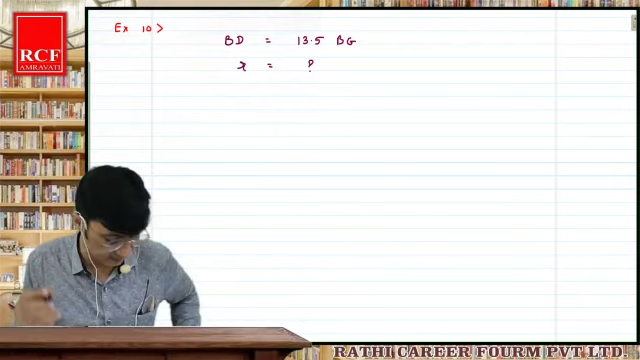 Ex 10>
RCF
AMRAVATI
BD = 13.5 BG
r = ?
RATHI CAREER FOURM PVT LTD.